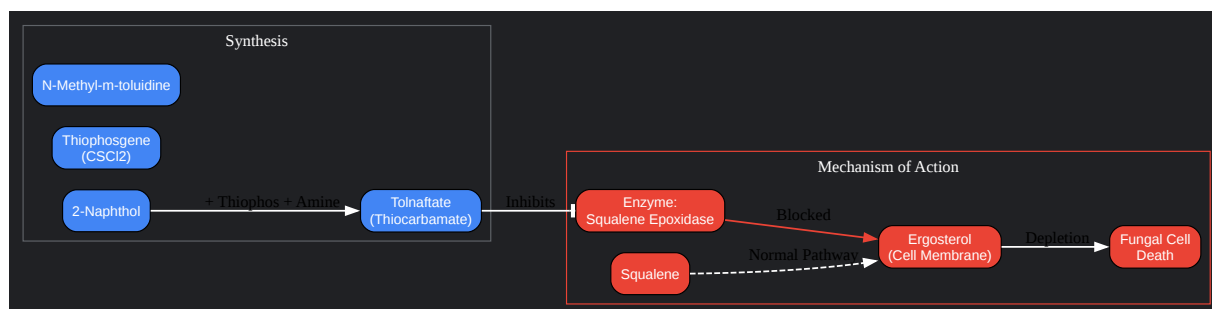 Synthesis
N-Methyl-m-toluidine
Thiophosgene
(CSCl2)
2-Naphthol
+ Thiophos + Amine
Tolnaftate
(Thiocarbamate)
Inhibits
Mechanism of Action
Enzyme:
Squalene Epoxidase
Blocked
Squalene
Normal Pathway
Ergosterol
(Cell Membrane)
Depletion
Fungal Cell
Death